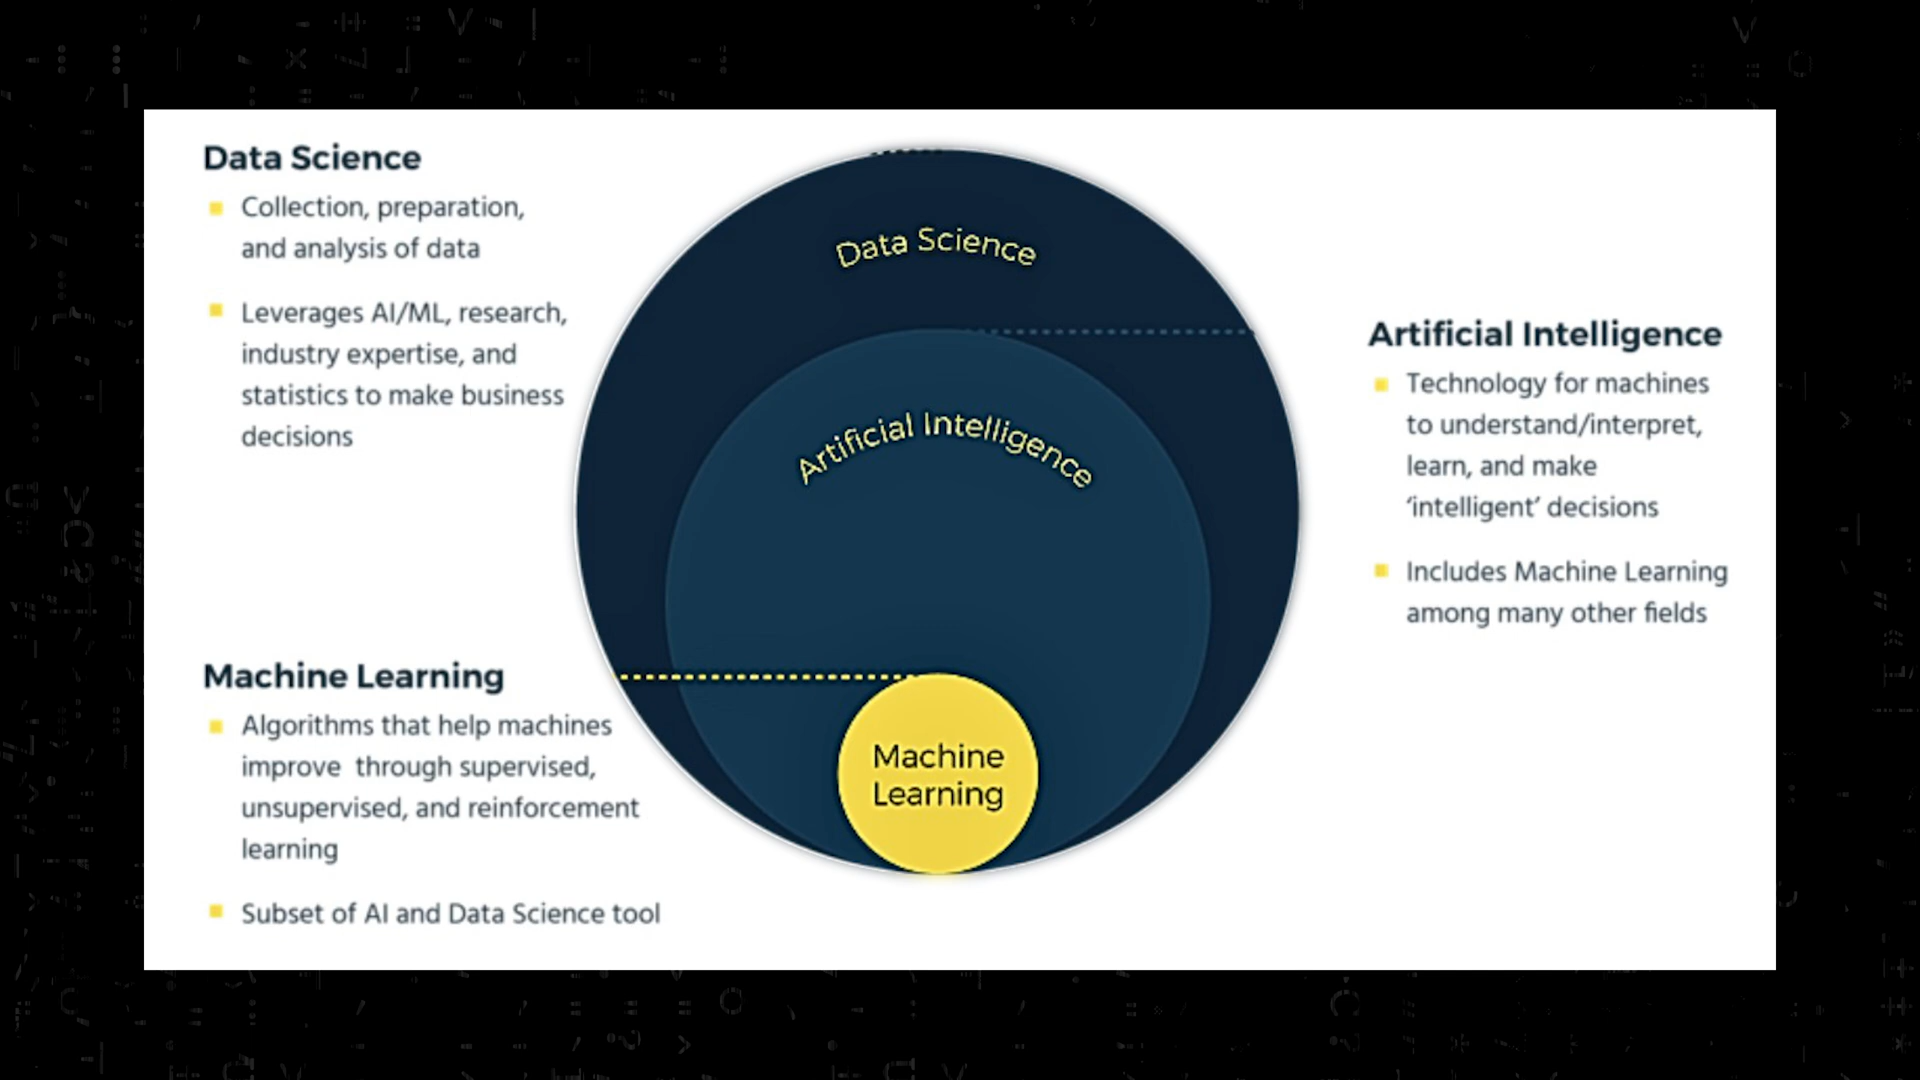 Data Science
Collection, preparation,
and analysis of data
Leverages AI/ML, research,
industry expertise, and
statistics to make business
decisions
Machine Learning
Algorithms that help machines
improve through supervised,
unsupervised, and reinforcement
learning
Subset of AI and Data Science tool
Data Science
Artificial Intelligence
Machine
Learning
Artificial Intelligence
Technology for machines
to understand/interpret,
learn, and make
‘intelligent’ decisions
Includes Machine Learning
among many other fields